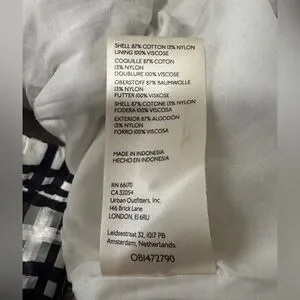 SHELL 87% COTTON 13% NYLON
LINING 100% VISCOSE
COQUILLE 87% COTON
13% NYLON
DOUBLURE 100% VISCOSE
OBERSTOFF 87% BAUMWOLLE
13% NYLON
FUTTER 100% VISKOSE
SHELL 87% COTONE 13% NYLON
FODERA 100% VISCOSA
EXTERIOR 87% ALGODÓN
13% NYLON
FORRO 100% VISCOSA
MADE IN INDONESIA
HECHO EN INDONESIA
RN 66170
CA 32054
Urban Outfitters, Inc.
146 Brick Lane
LONDON, E1 6RU
Leidsestraat 32, 1017 PB
Amsterdam, Netherlands
OB1472790